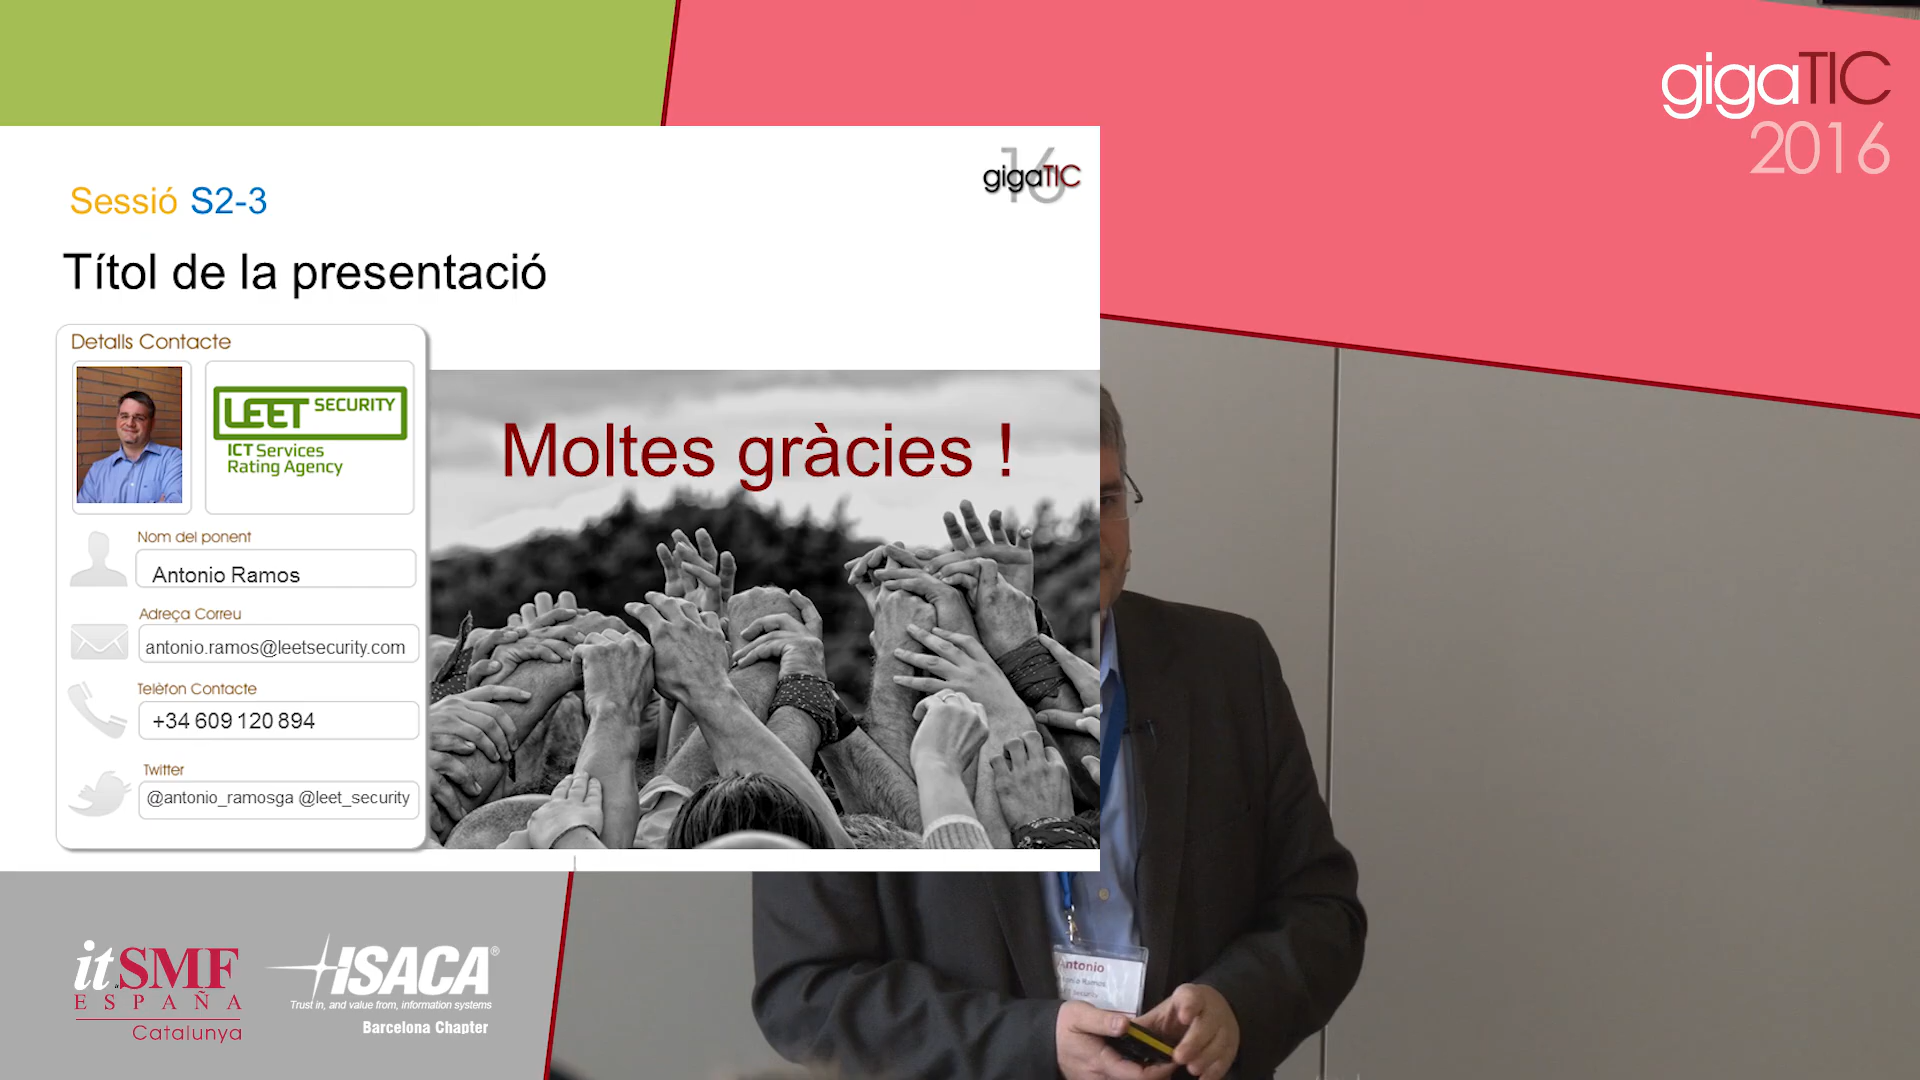 gigaTIC
2016
16
gigaTIC
Sessió S2-3
Títol de la presentació
Detalls Contacte
LEET SECURITY
ICT Services
Rating Agency
Moltes gràcies !
Nom del ponent
Antonio Ramos
Adreça Correu
antonio.ramos@leetsecurity.com
Telèfon Contacte
+34 609 120 894
Twitter
@antonio_ramosga @leet_security
itSMF
ESPAÑA
Catalunya
ISACA®
Trust in, and value from, information systems
Barcelona Chapter
Antonio
Ramos